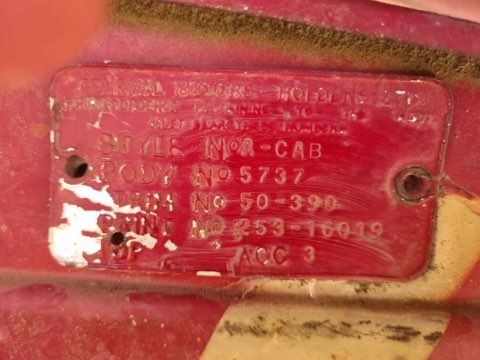 GENERAL MOTORS-HOLDEN'S LTD.
STYLE No A-CAB
BODY No 5737
TRIM No 50-390
PAINT No 253-16019
TOP ACC 3